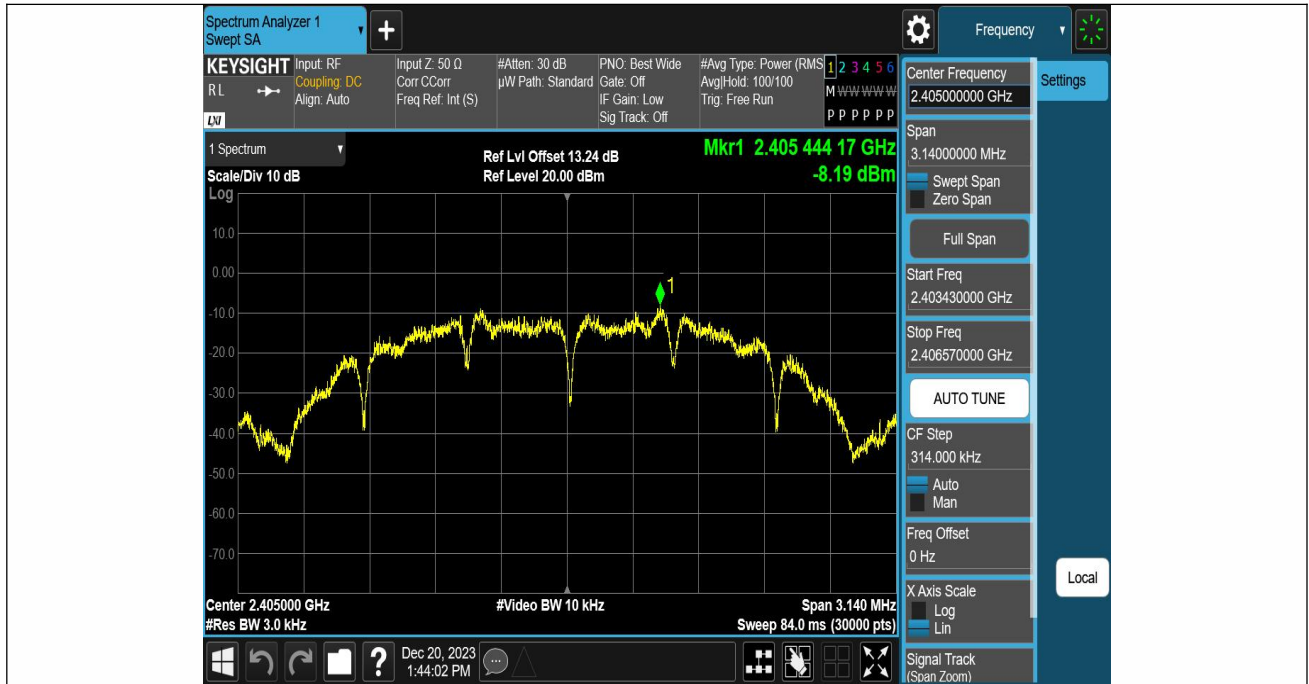 Spectrum Analyzer 1
Swept SA
Frequency
KEYSIGHT
RL
LXI
Input: RF
Coupling: DC
Align: Auto
Input Z: 50 Ω
Corr CCorr
Freq Ref: Int (S)
#Atten: 30 dB
µW Path: Standard
PNO: Best Wide
Gate: Off
IF Gain: Low
Sig Track: Off
#Avg Type: Power (RMS
Avg|Hold: 100/100
Trig: Free Run
1 2 3 4 5 6
M W W W W W
P P P P P P
1 Spectrum
Scale/Div 10 dB
Ref Lvl Offset 13.24 dB
Ref Level 20.00 dBm
Mkr1 2.405 444 17 GHz
-8.19 dBm
Log
10.0
0.00
-10.0
-20.0
-30.0
-40.0
-50.0
-60.0
-70.0
1
Center 2.405000 GHz
#Res BW 3.0 kHz
#Video BW 10 kHz
Span 3.140 MHz
Sweep 84.0 ms (30000 pts)
?
Dec 20, 2023
1:44:02 PM
Center Frequency
2.405000000 GHz
Settings
Span
3.14000000 MHz
Swept Span
Zero Span
Full Span
Start Freq
2.403430000 GHz
Stop Freq
2.406570000 GHz
AUTO TUNE
CF Step
314.000 kHz
Auto
Man
Freq Offset
0 Hz
X Axis Scale
Log
Lin
Signal Track
(Span Zoom)
Local